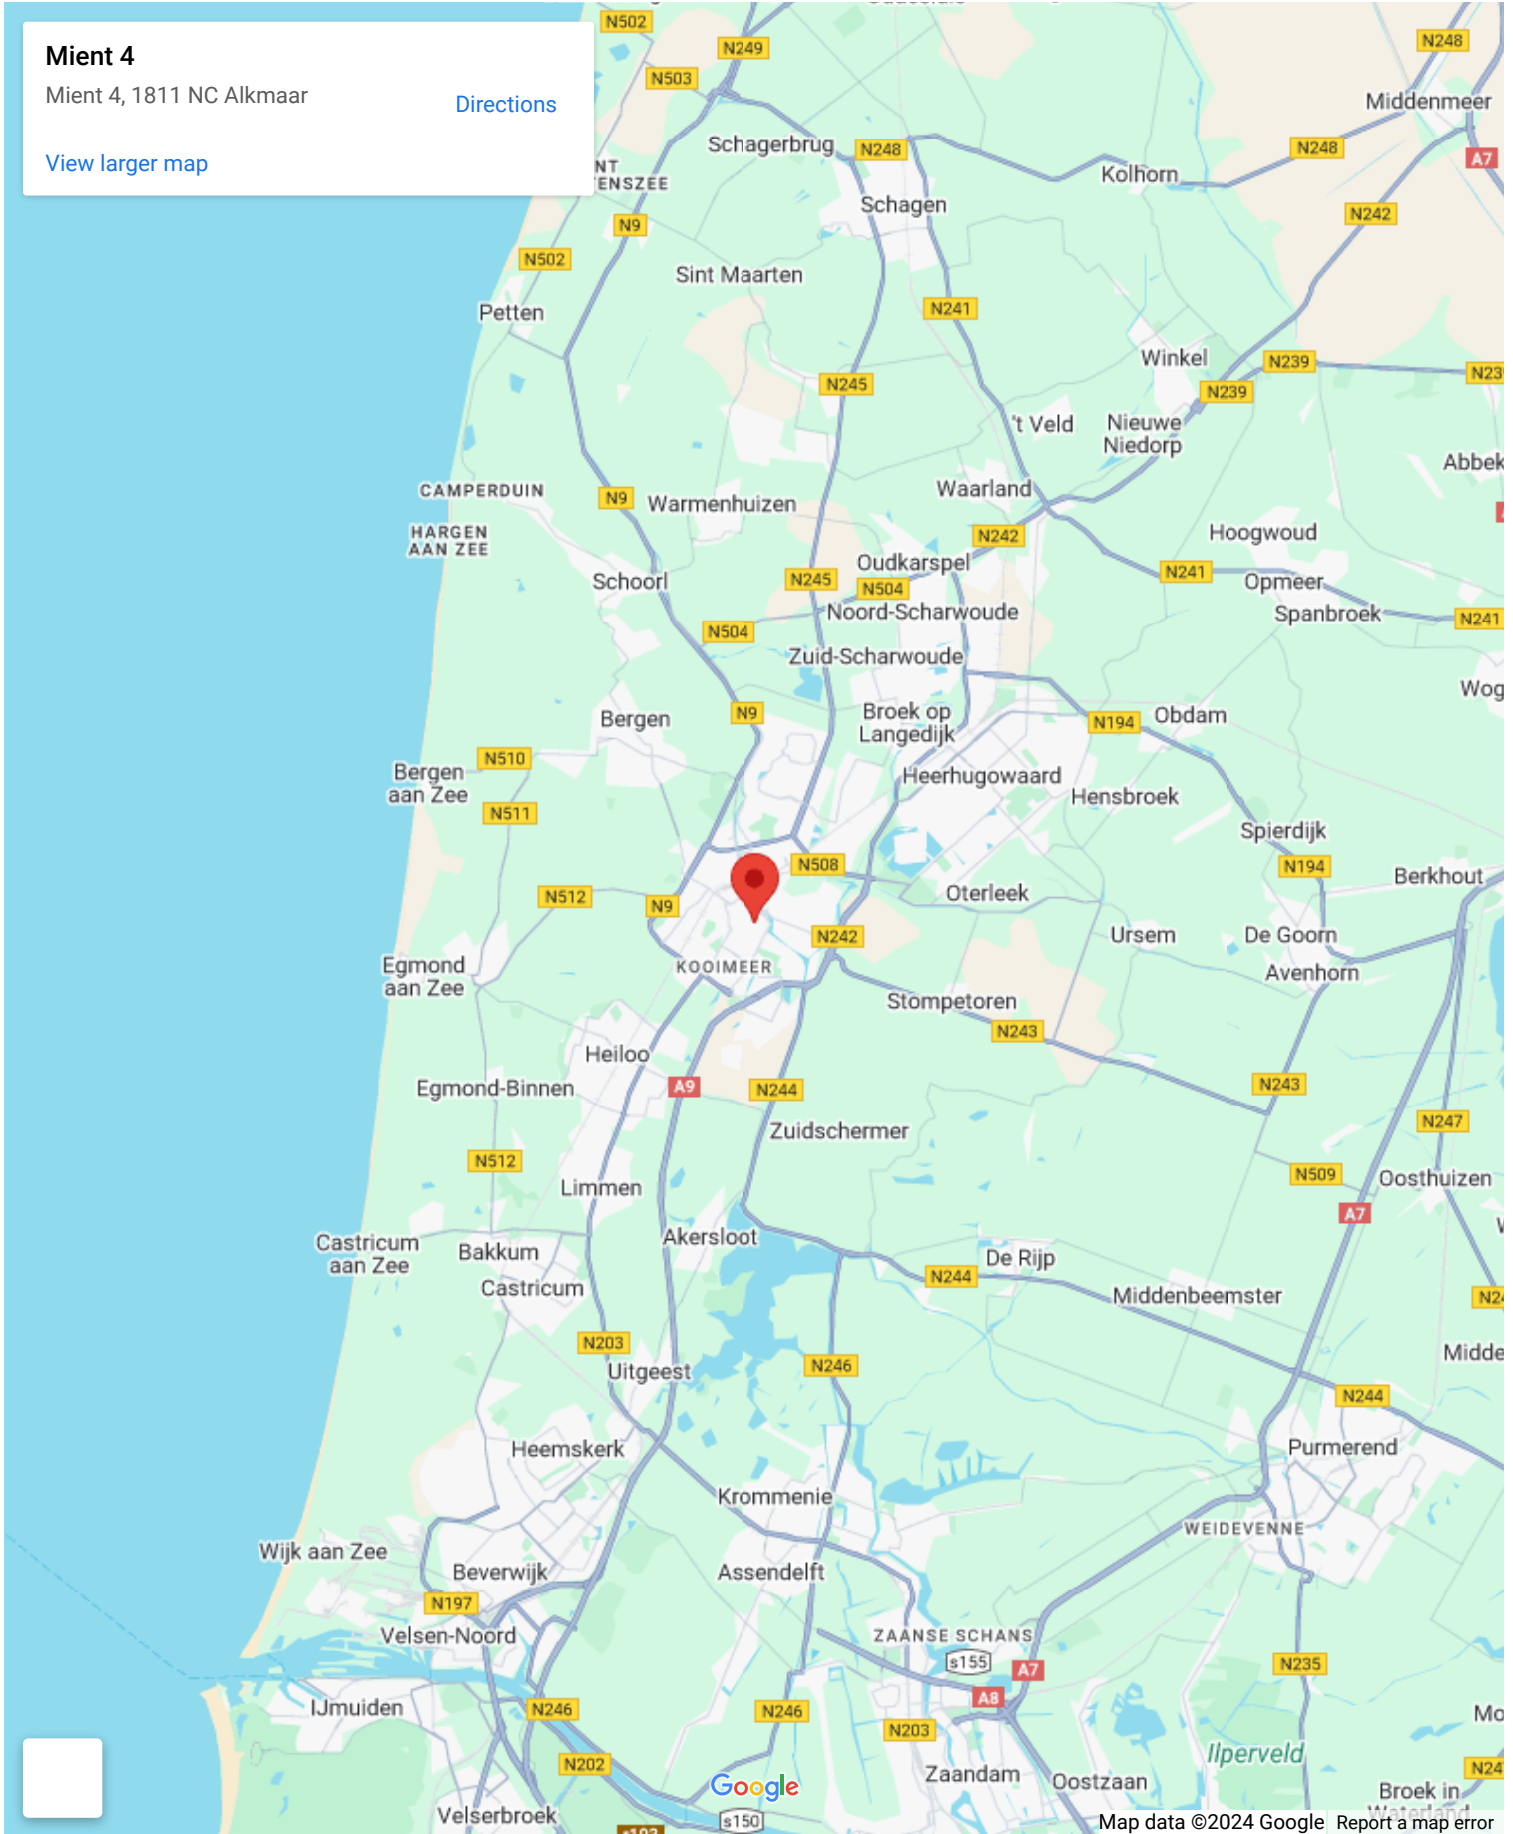 Mient 4
Mient 4, 1811 NC Alkmaar
Directions
View larger map
N502
N249
N248
N503
Middenmeer
Schagerbrug
N248
N248
A7
Kolhorn
ENSZEE
Schagen
N242
N9
N502
Sint Maarten
N241
Petten
Winkel
N239
N245
N239
't Veld
Nieuwe
Niedorp
CAMPERDUIN
Waarland
N9
Warmenhuizen
HARGEN
AAN ZEE
N242
Hoogwoud
Oudkarspel
N245
N504
N241
Opmeer
Schoorl
Noord-Scharwoude
Spanbroek
N241
N504
Zuid-Scharwoude
Bergen
N9
Broek op
Langedijk
N194
Obdam
N510
Bergen
aan Zee
Heerhugowaard
Hensbroek
N511
Spierdijk
N508
N194
Berkhout
N512
N9
Oterleek
N242
Ursem
De Goorn
KOOIMEER
Egmond
aan Zee
Avenhorn
Stompetoren
N243
Heiloo
Egmond-Binnen
A9
N244
N243
N247
Zuidschermer
N512
N509
Oosthuizen
Limmen
A7
Akersloot
Castricum
aan Zee
Bakkum
De Rijp
N244
Castricum
Middenbeemster
N203
N246
Uitgeest
N244
Heemskerk
Purmerend
Krommenie
WEIDEVENNE
Wijk aan Zee
Beverwijk
Assendelft
N197
Velsen-Noord
ZAANSE SCHANS
s155
A7
N235
A8
IJmuiden
N246
N246
N203
Ilperveld
N202
Zaandam
Oostzaan
Google
Broek in
Waterland
Velserbroek
s150
Map data ©2024 Google
Report a map error